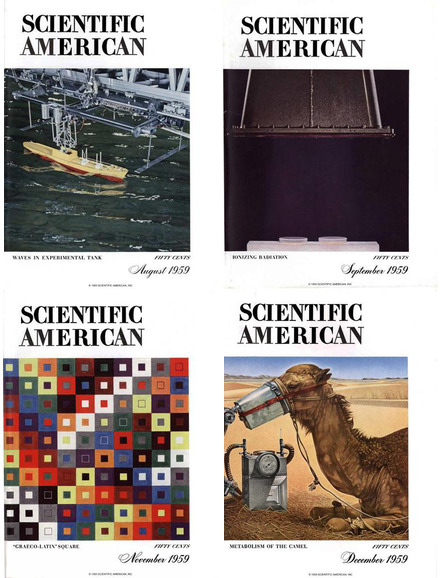 SCIENTIFIC
AMERICAN
WAVES IN EXPERIMENTAL TANK
FIFTY CENTS
August 1959
© 1959 SCIENTIFIC AMERICAN, INC
SCIENTIFIC
AMERICAN
IONIZING RADIATION
FIFTY CENTS
September 1959
© 1959 SCIENTIFIC AMERICAN, INC
SCIENTIFIC
AMERICAN
"GRAECO-LATIN" SQUARE
FIFTY CENTS
November 1959
© 1959 SCIENTIFIC AMERICAN, INC
SCIENTIFIC
AMERICAN
METABOLISM OF THE CAMEL
FIFTY CENTS
December 1959
© 1959 SCIENTIFIC AMERICAN, INC